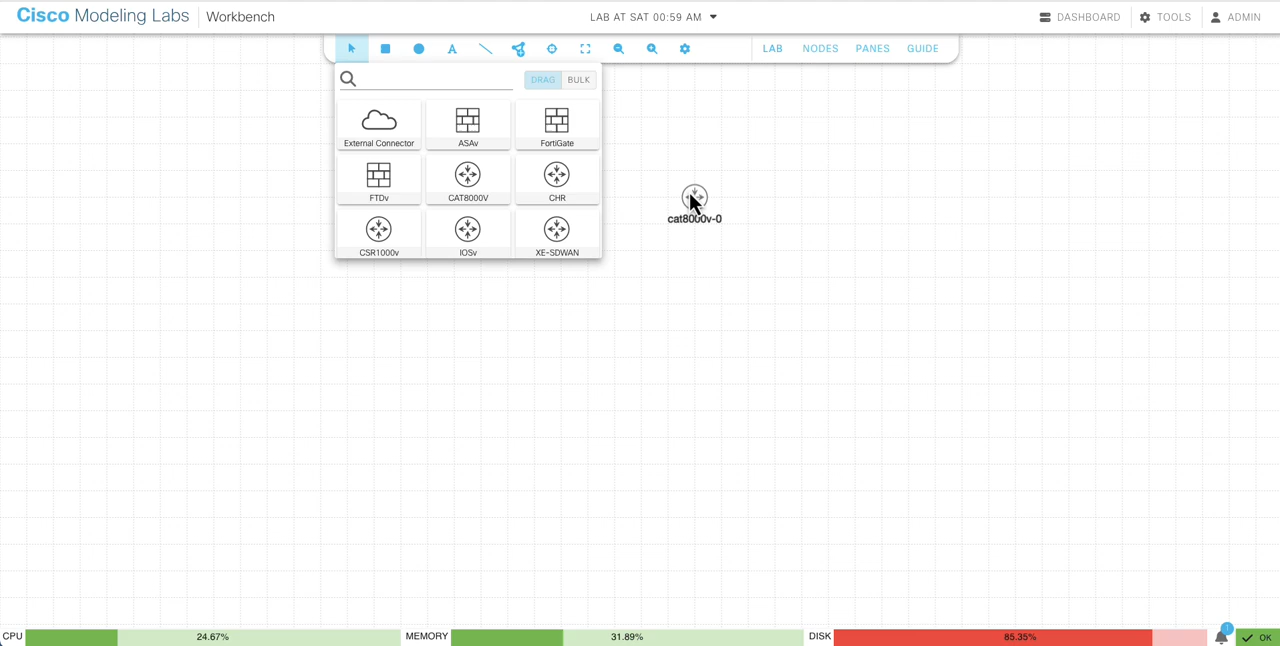 Cisco Modeling Labs Workbench LAB AT SAT 00:59 AM DASHBOARD TOOLS ADMIN
A LAB NODES PANES GUIDE
DRAG BULK
External Connector ASAv FortiGate
FTDv CAT8000V CHR
cat8000v-0
CSR1000v IOSv XE-SDWAN
CPU 24.67% MEMORY 31.89% DISK 85.35% 1 OK